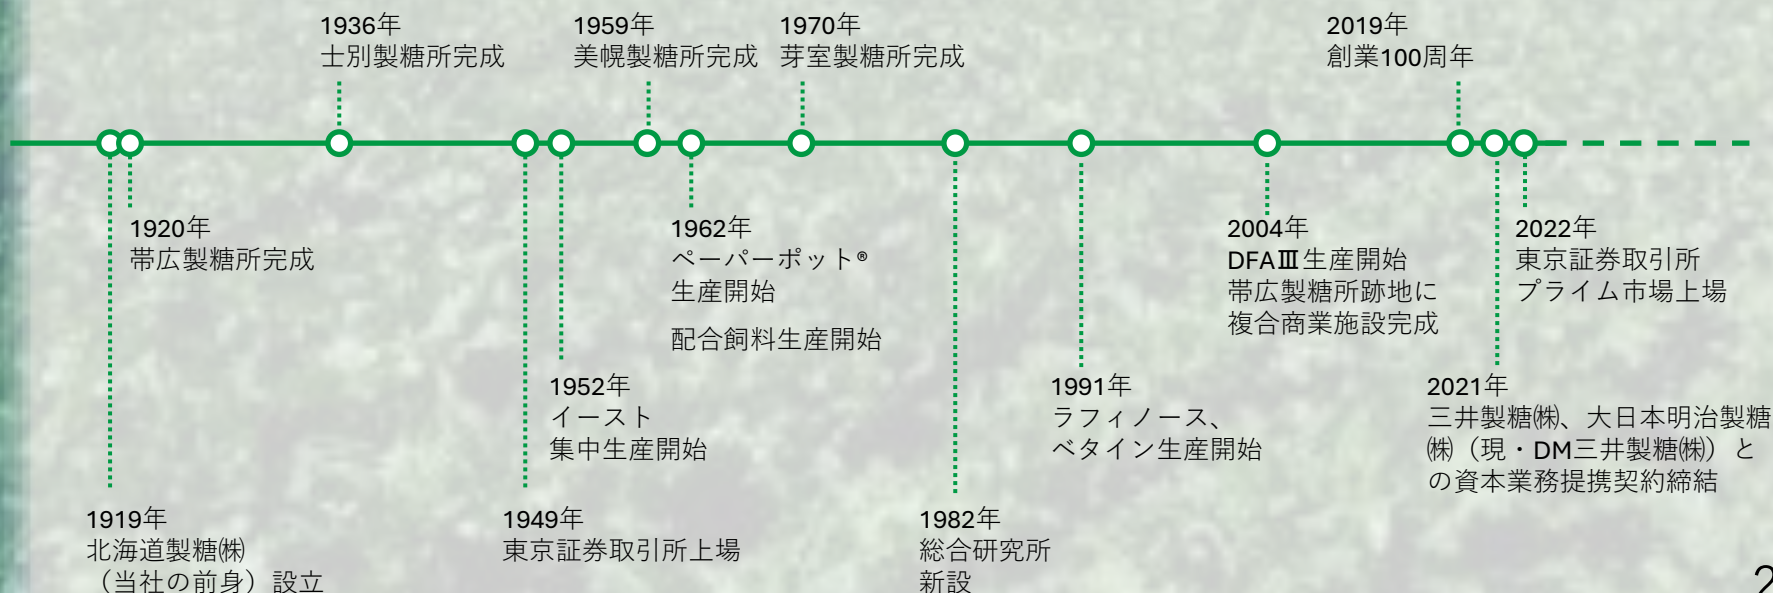 1936年
士別製糖所完成
1959年
美幌製糖所完成
1970年
芽室製糖所完成
2019年
創業100周年
1920年
帯広製糖所完成
1962年
ペーパーポット®
生産開始
配合飼料生産開始
2004年
DFAⅢ生産開始
帯広製糖所跡地に
複合商業施設完成
2022年
東京証券取引所
プライム市場上場
1952年
イースト
集中生産開始
1991年
ラフィノース、
ベタイン生産開始
2021年
三井製糖㈱、大日本明治製糖
㈱（現・DM三井製糖㈱）と
の資本業務提携契約締結
1919年
北海道製糖㈱
（当社の前身）設立
1949年
東京証券取引所上場
1982年
総合研究所
新設
2